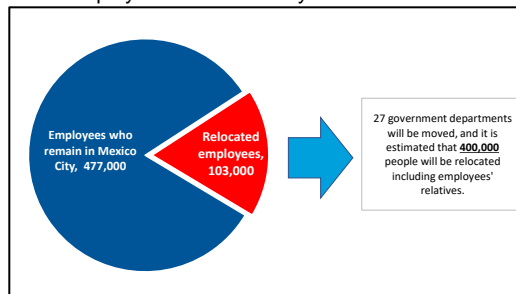 Employees who
remain in Mexico
City, 477,000
Relocated
employees,
103,000
27 government departments
will be moved, and it is
estimated that 400,000
people will be relocated
including employees'
relatives.